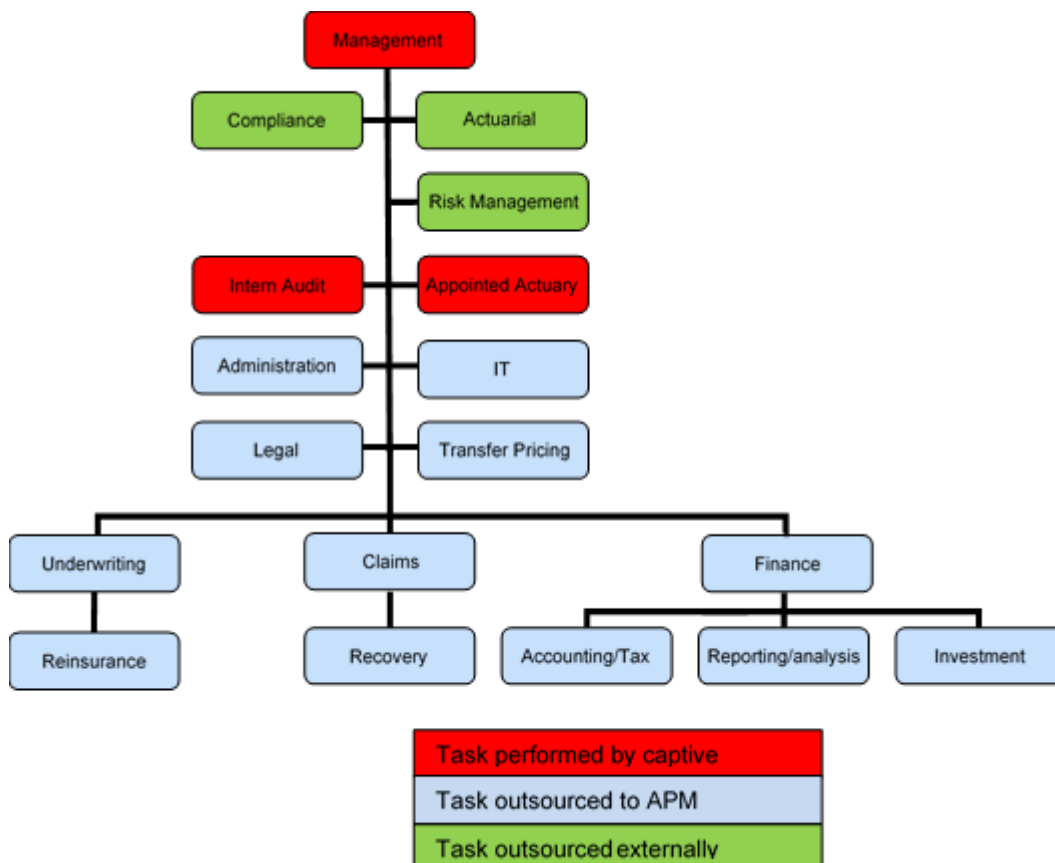 Management
Compliance
Actuarial
Risk Management
Intern Audit
Appointed Actuary
Administration
IT
Legal
Transfer Pricing
Underwriting
Claims
Finance
Reinsurance
Recovery
Accounting/Tax
Reporting/analysis
Investment
Task performed by captive
Task outsourced to APM
Task outsourced externally